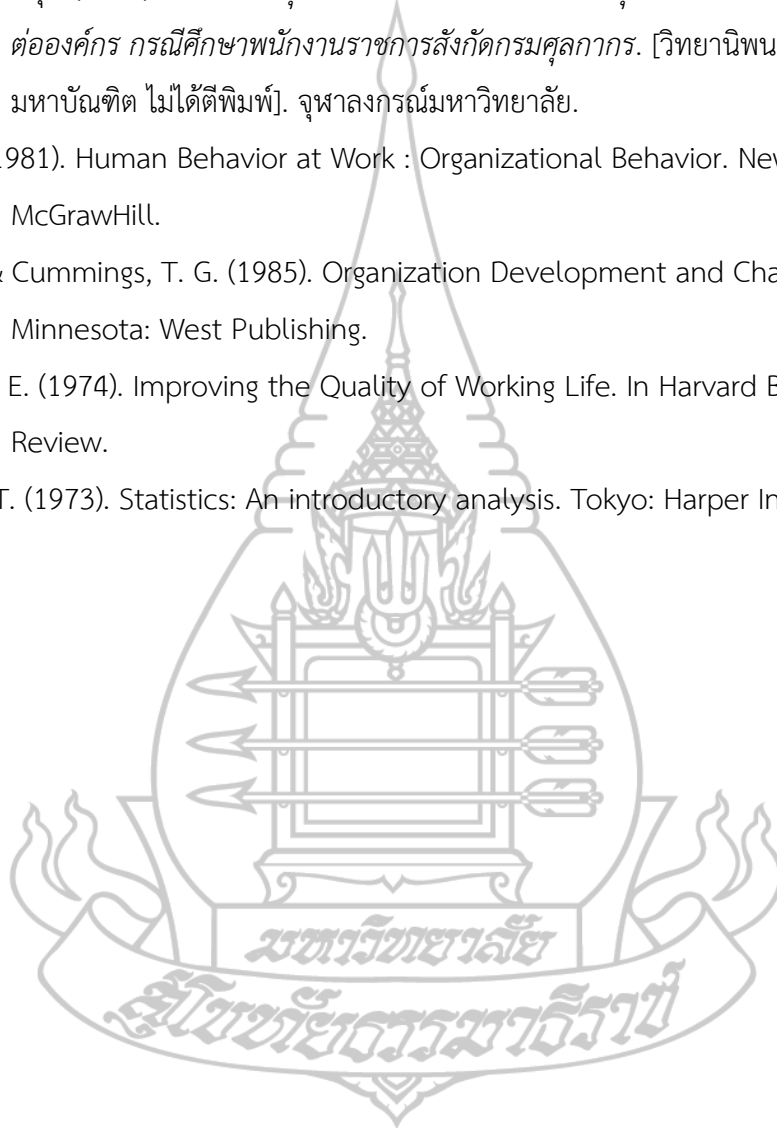 ต่อองค์กร กรณีศึกษาพนักงานราชการสังกัดกรมศุลกากร. [วิทยานิพน
มหาบัณฑิต ไม่ได้ตีพิมพ์]. จุฬาลงกรณ์มหาวิทยาลัย.
1981). Human Behavior at Work : Organizational Behavior. New
McGrawHill.
& Cummings, T. G. (1985). Organization Development and Cha
Minnesota: West Publishing.
E. (1974). Improving the Quality of Working Life. In Harvard B
Review.
T. (1973). Statistics: An introductory analysis. Tokyo: Harper In
มหาวิทยาลัย
สุโขทัยธรรมาธิราช